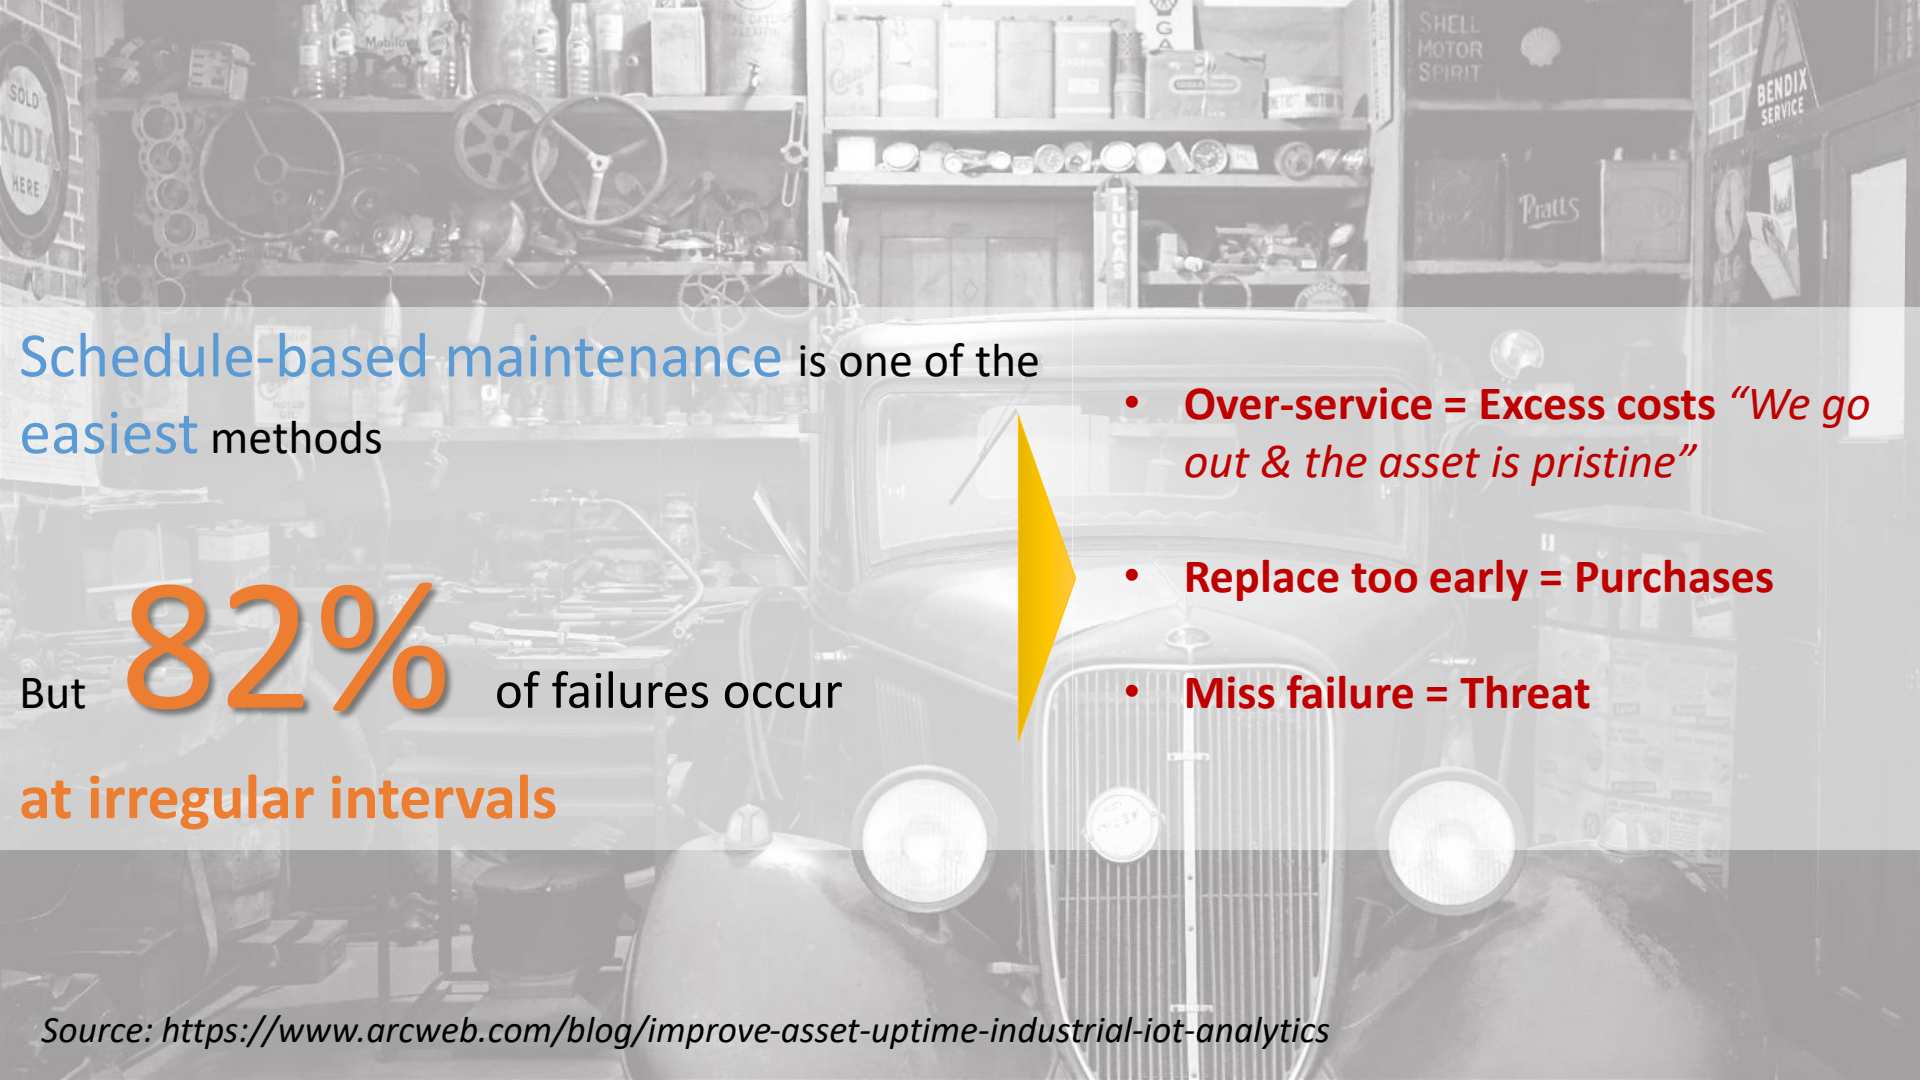 SOLD
HERE
Mobiloil
SHELL
MOTOR
SPIRIT
BENDIX
SERVICE
Pratts
LUCAS
Schedule-based maintenance is one of the
easiest methods
But 82% of failures occur
at irregular intervals
• Over-service = Excess costs “We go
out & the asset is pristine”
• Replace too early = Purchases
• Miss failure = Threat
Source: https://www.arcweb.com/blog/improve-asset-uptime-industrial-iot-analytics